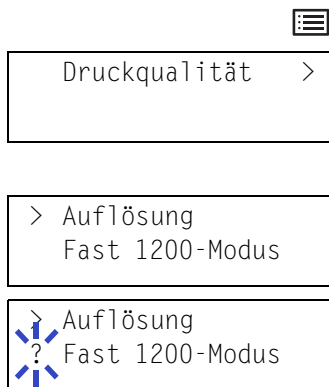 Druckqualität >
> Auflösung
Fast 1200-Modus
> Auflösung
? Fast 1200-Modus